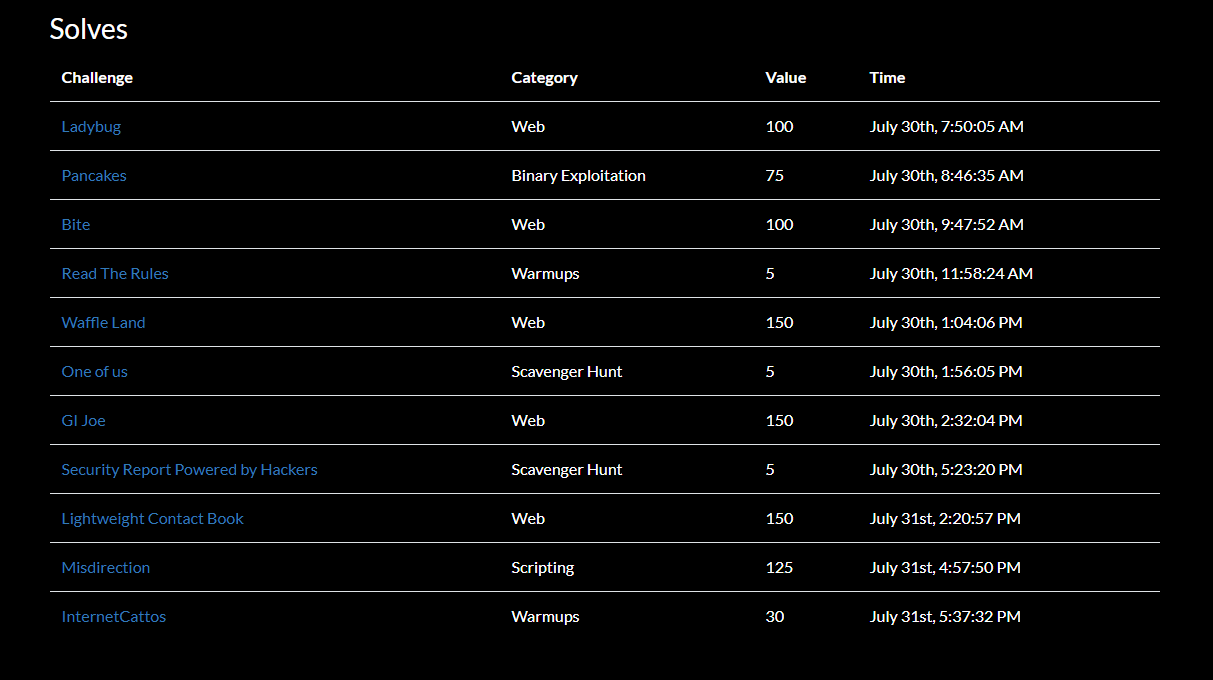 Solves
Challenge Category Value Time
Ladybug Web 100 July 30th, 7:50:05 AM
Pancakes Binary Exploitation 75 July 30th, 8:46:35 AM
Bite Web 100 July 30th, 9:47:52 AM
Read The Rules Warmups 5 July 30th, 11:58:24 AM
Waffle Land Web 150 July 30th, 1:04:06 PM
One of us Scavenger Hunt 5 July 30th, 1:56:05 PM
GI Joe Web 150 July 30th, 2:32:04 PM
Security Report Powered by Hackers Scavenger Hunt 5 July 30th, 5:23:20 PM
Lightweight Contact Book Web 150 July 31st, 2:20:57 PM
Misdirection Scripting 125 July 31st, 4:57:50 PM
InternetCattos Warmups 30 July 31st, 5:37:32 PM